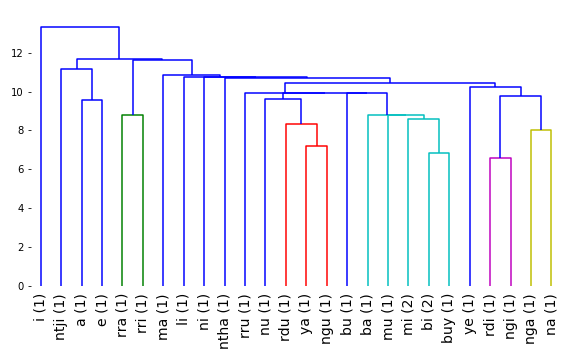 12
10
8
6
4
2
0
i (1)
ntji (1)
a (1)
e (1)
rra (1)
rri (1)
ma (1)
li (1)
ni (1)
ntha (1)
rru (1)
nu (1)
rdu (1)
ya (1)
ngu (1)
bu (1)
ba (1)
mu (1)
mi (2)
bi (2)
buy (1)
ye (1)
rdi (1)
ngi (1)
nga (1)
na (1)